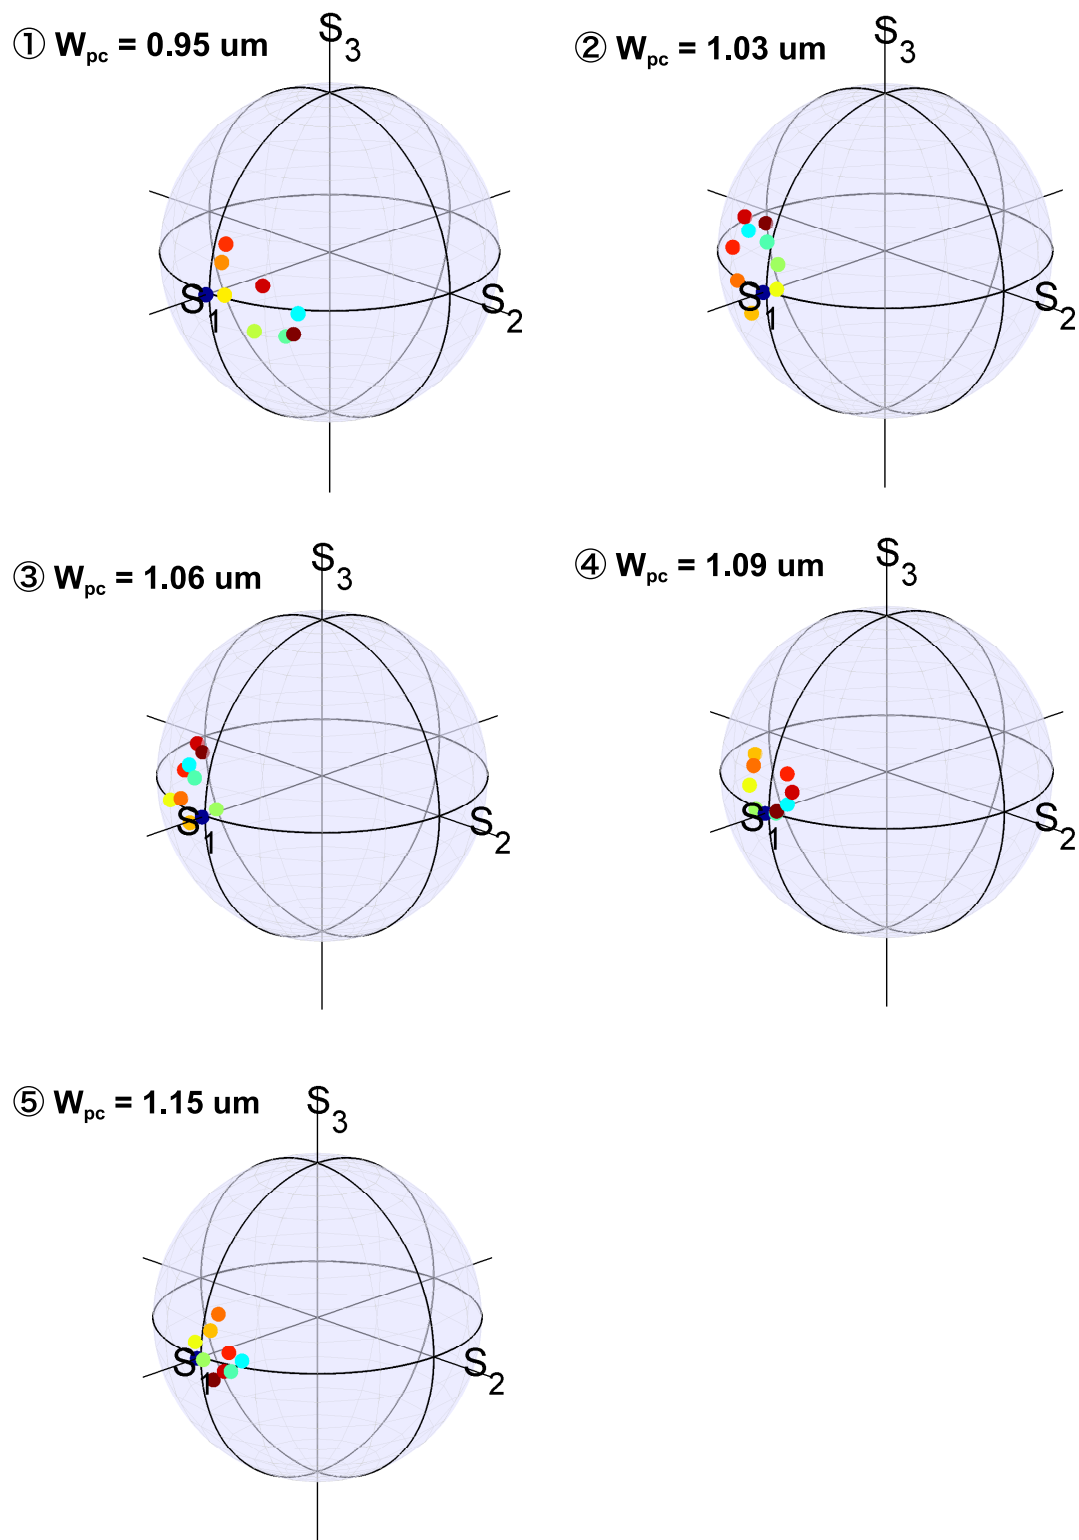 ① Wpc = 0.95 um
S3
S1
S2
② Wpc = 1.03 um
S3
S1
S2
③ Wpc = 1.06 um
S3
S1
S2
④ Wpc = 1.09 um
S3
S1
S2
⑤ Wpc = 1.15 um
S3
S1
S2